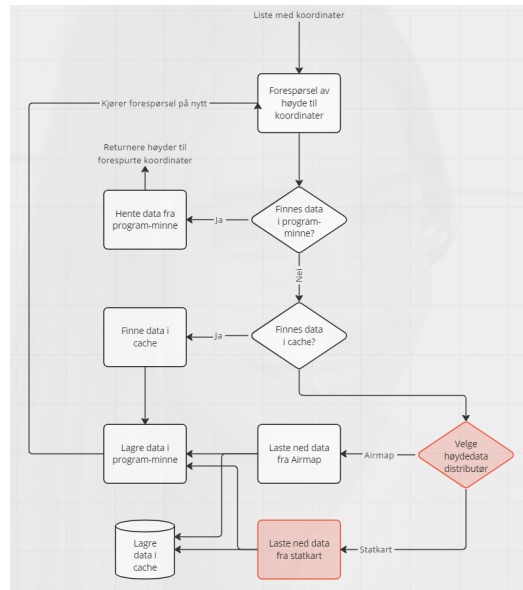 Liste med koordinater
Forespørsel av
høyde til
koordinater
Kjører forespørsel på nytt
Returnere høyder til
forespurte koordinater
Hente data fra
program-minne
Ja
Finnes data
i program-
minne?
Nei
Finne data i
cache
Ja
Finnes data
i cache?
Lagre data i
program-minne
Laste ned data
fra Airmap
Airmap
Velge
høydedata
distributør
Lagre
data i
cache
Laste ned data
fra statkart
Statkart